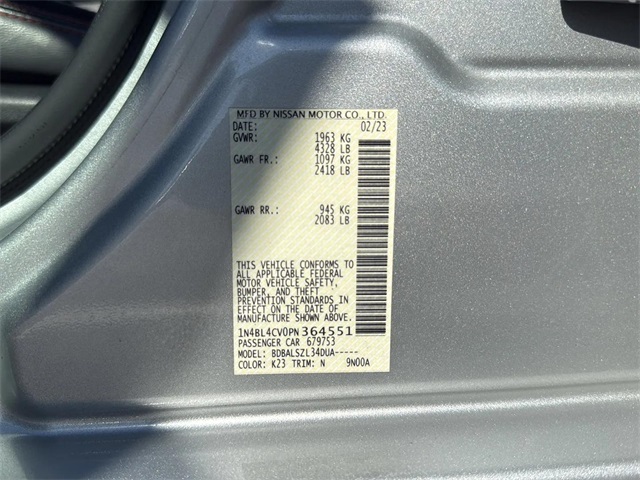 MFD BY NISSAN MOTOR CO., LTD.
DATE: 02/23
GVWR: 1963 KG
4328 LB
GAWR FR.: 1097 KG
2418 LB
GAWR RR.: 945 KG
2083 LB
THIS VEHICLE CONFORMS TO
ALL APPLICABLE FEDERAL
MOTOR VEHICLE SAFETY,
BUMPER, AND THEFT
PREVENTION STANDARDS IN
EFFECT ON THE DATE OF
MANUFACTURE SHOWN ABOVE.
1N4BL4CV0PN364551
PASSENGER CAR 679753
MODEL: BDBALSZL34DUA-----
COLOR: K23 TRIM: N 9N00A